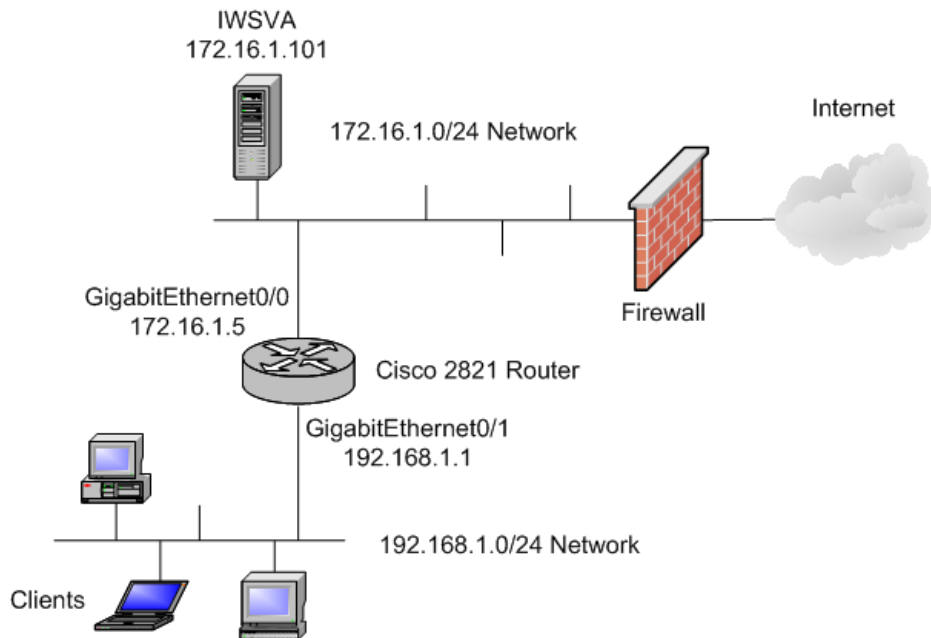 IWSVA
172.16.1.101
172.16.1.0/24 Network
Internet
Firewall
GigabitEthernet0/0
172.16.1.5
Cisco 2821 Router
GigabitEthernet0/1
192.168.1.1
192.168.1.0/24 Network
Clients